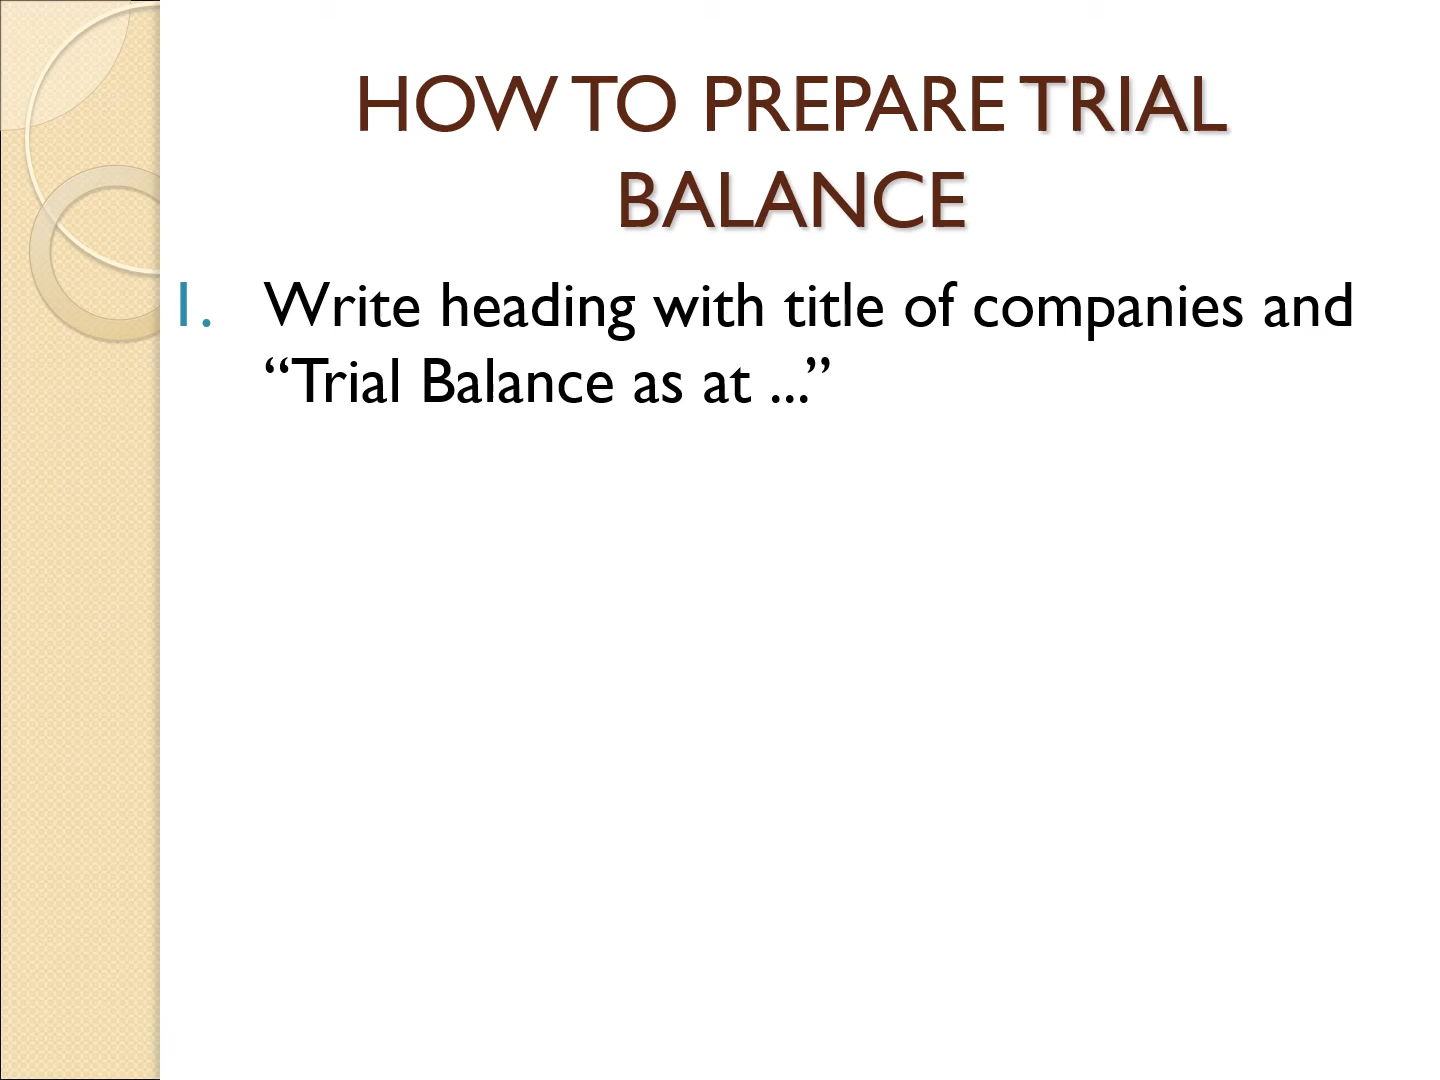 HOW TO PREPARE TRIAL
BALANCE
1. Write heading with title of companies and
“Trial Balance as at ...”